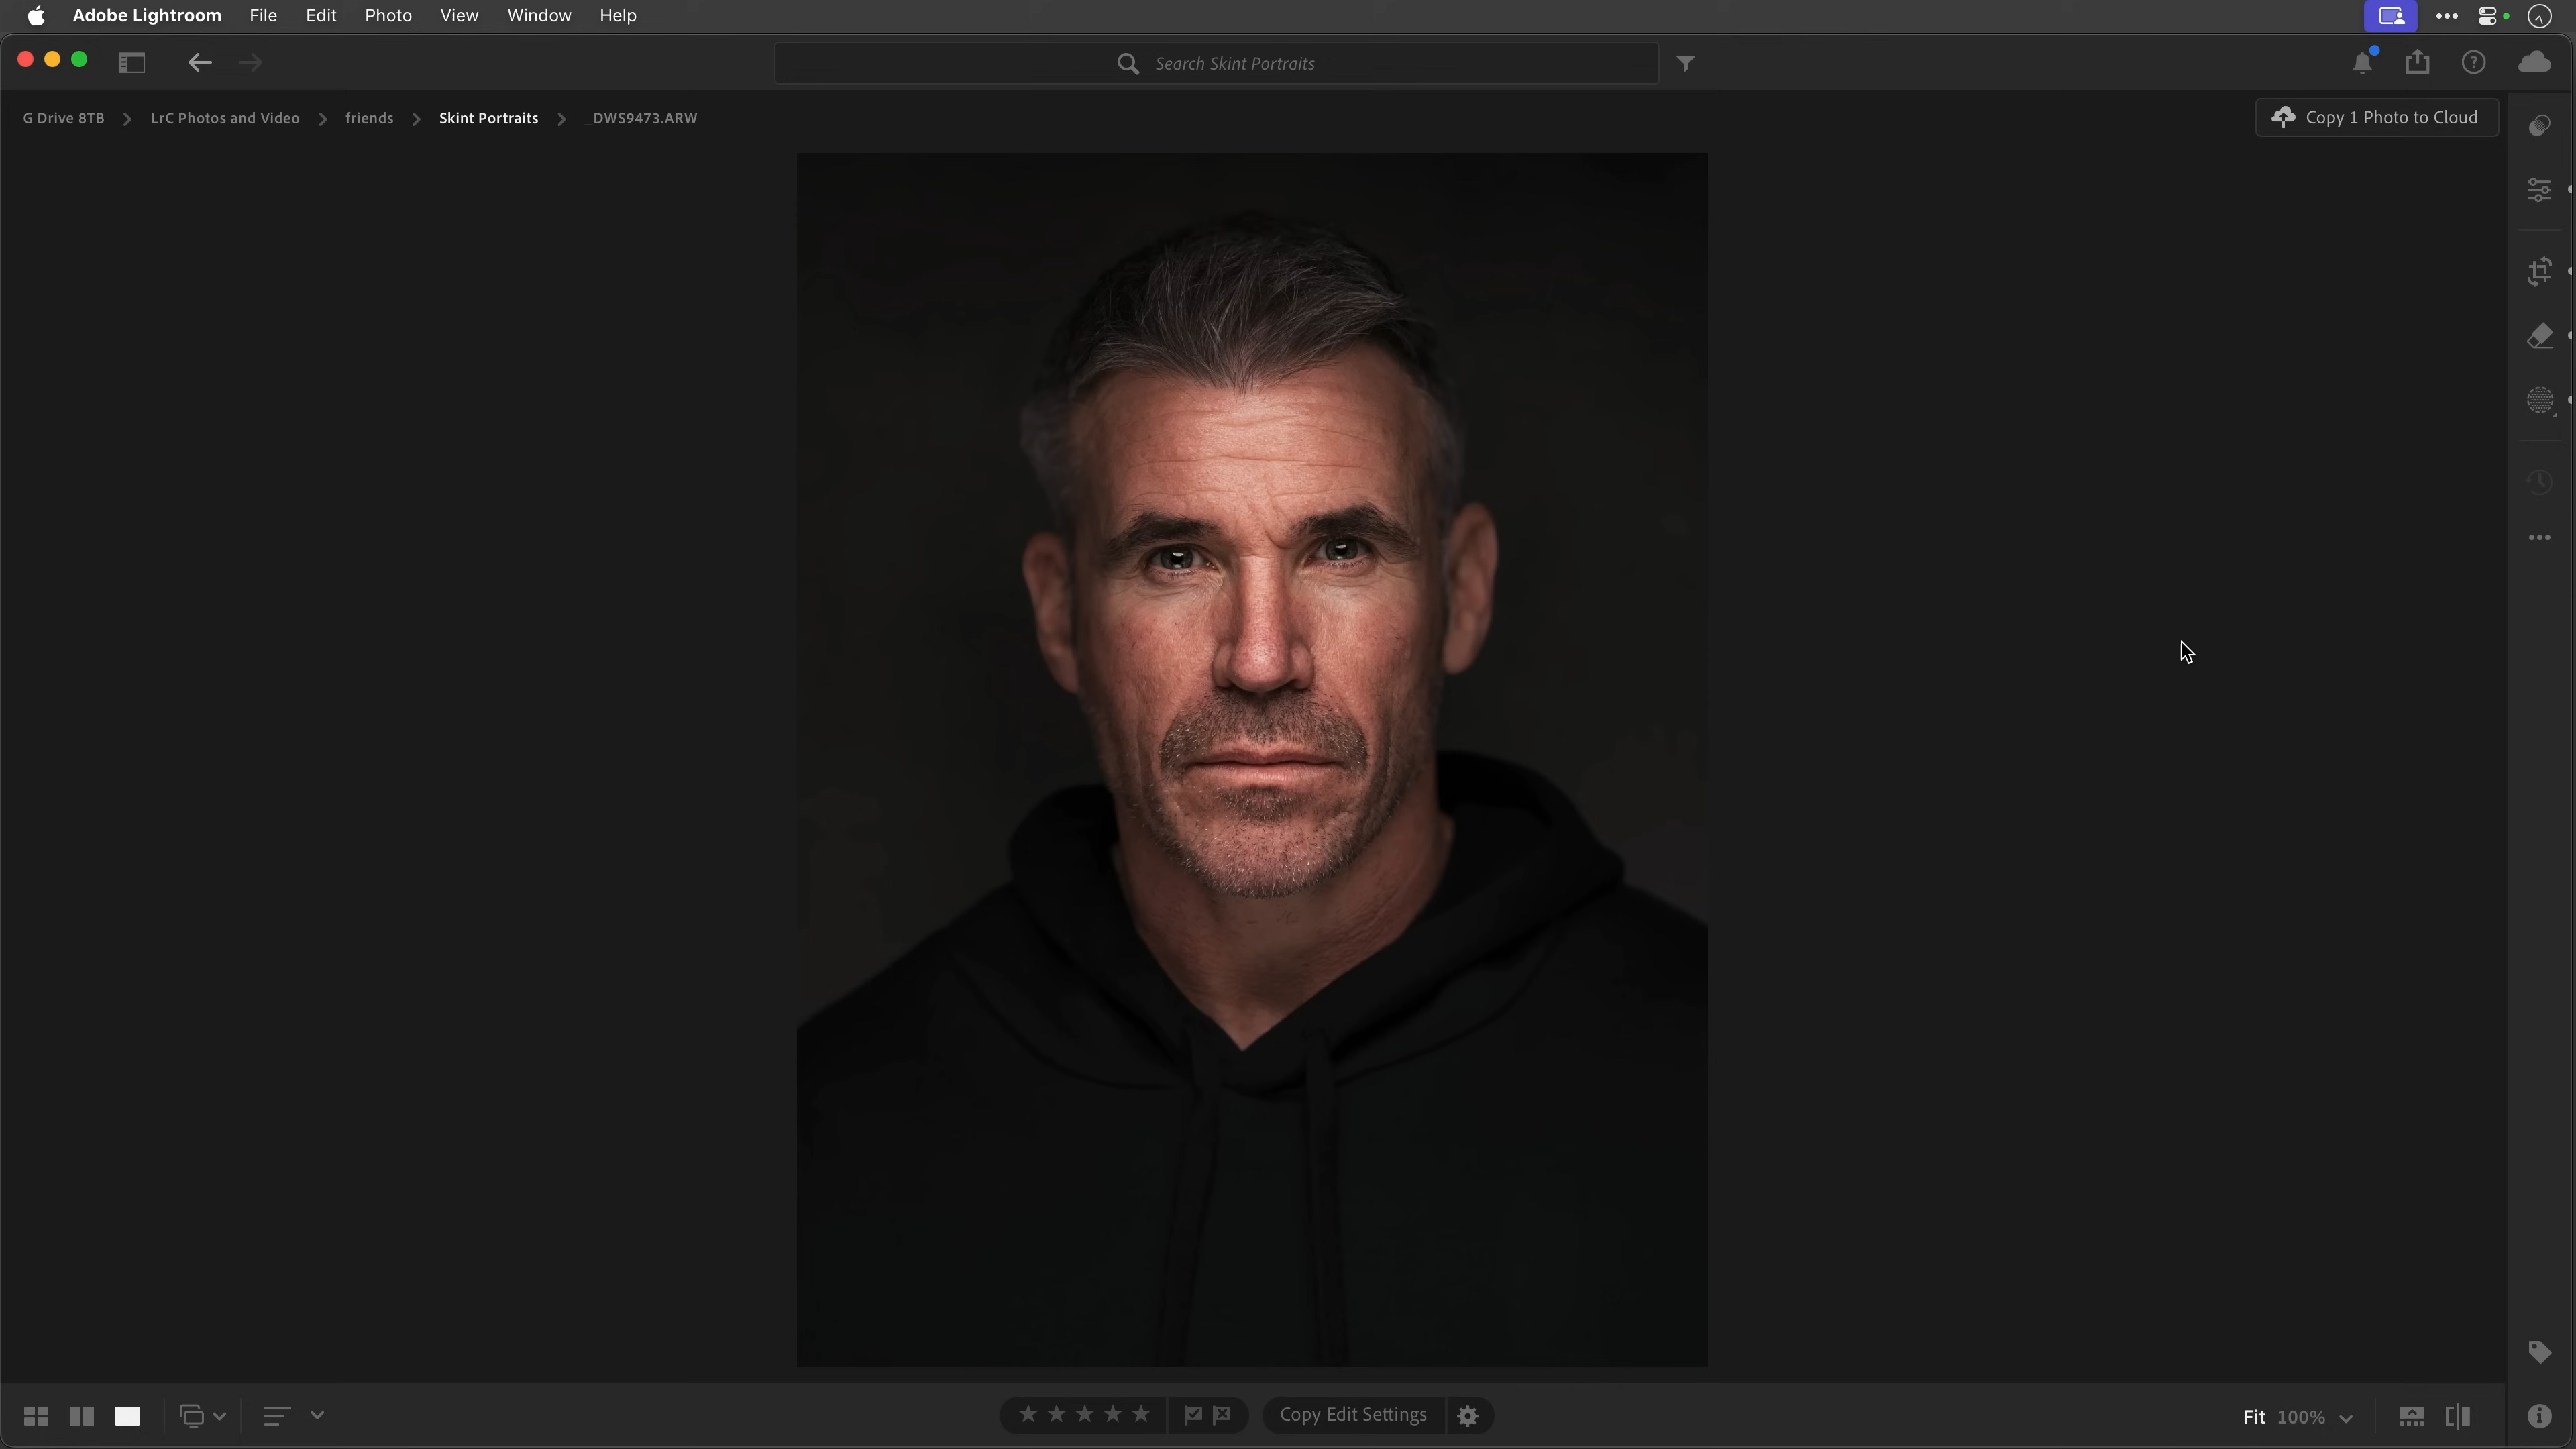 Adobe Lightroom File Edit Photo View Window Help
Search Skint Portraits
G Drive 8TB LrC Photos and Video friends Skint Portraits _DWS9473.ARW
Copy 1 Photo to Cloud
Copy Edit Settings
Fit 100%